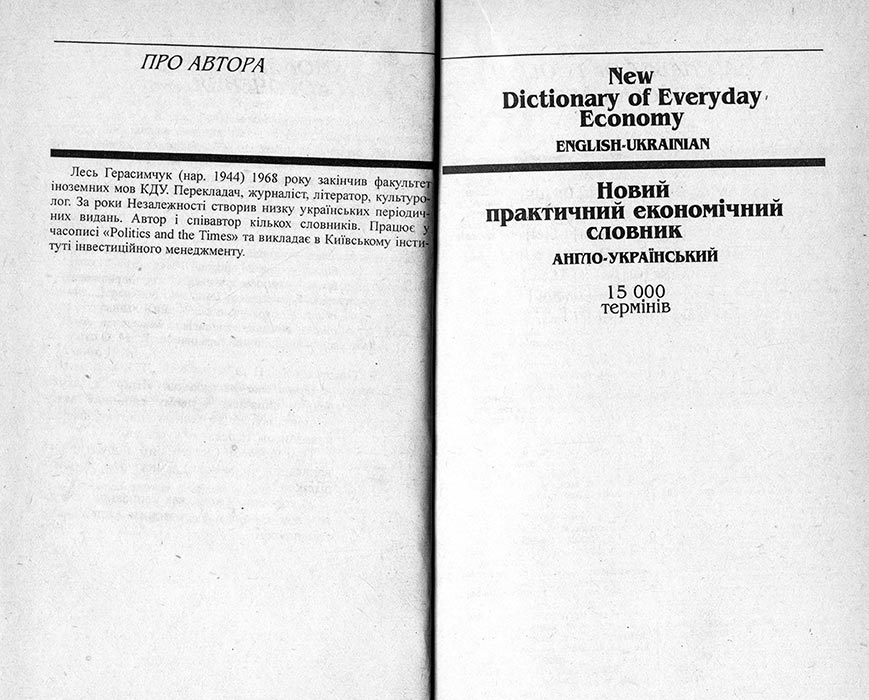 ПРО АВТОРА
Лесь Герасимчук (нар. 1944) 1968 року закінчив факультет
іноземних мов КДУ. Перекладач, журналіст, літератор, культуро-
лог. За роки Незалежності створив низку українських періодич-
них видань. Автор і співавтор кількох словників. Працює у
часописі «Politics and the Times» та викладає в Київському інсти-
туті інвестиційного менеджменту.
New
Dictionary of Everyday
Economy
ENGLISH-UKRAINIAN
Новий
практичний економічний
словник
АНГЛО-УКРАЇНСЬКИЙ
15 000
термінів